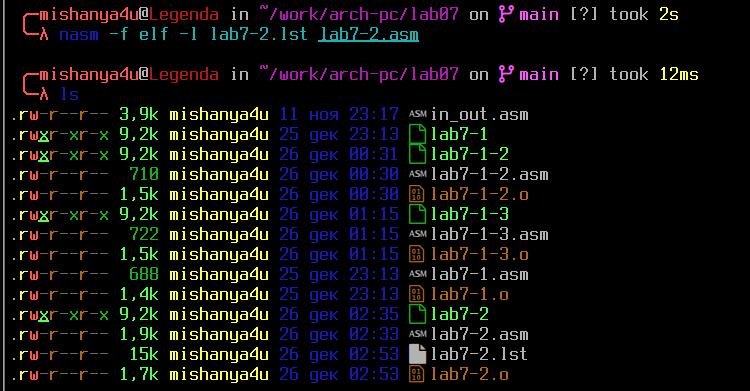 mishanya4u@Legenda in ~/work/arch-pc/lab07 on main [?] took 2s
λ nasm -f elf -l lab7-2.lst lab7-2.asm
mishanya4u@Legenda in ~/work/arch-pc/lab07 on main [?] took 12ms
λ ls
.rw-r--r-- 3,9k mishanya4u 11 ноя 23:17 ASM in_out.asm
.rwxr-xr-x 9,2k mishanya4u 25 дек 23:13 lab7-1
.rwxr-xr-x 9,2k mishanya4u 26 дек 00:31 lab7-1-2
.rw-r--r-- 710 mishanya4u 26 дек 00:30 ASM lab7-1-2.asm
.rw-r--r-- 1,5k mishanya4u 26 дек 00:30 lab7-1-2.o
.rwxr-xr-x 9,2k mishanya4u 26 дек 01:15 lab7-1-3
.rw-r--r-- 722 mishanya4u 26 дек 01:15 ASM lab7-1-3.asm
.rw-r--r-- 1,5k mishanya4u 26 дек 01:15 lab7-1-3.o
.rw-r--r-- 688 mishanya4u 25 дек 23:13 ASM lab7-1.asm
.rw-r--r-- 1,4k mishanya4u 25 дек 23:13 lab7-1.o
.rwxr-xr-x 9,2k mishanya4u 26 дек 02:35 lab7-2
.rw-r--r-- 1,9k mishanya4u 26 дек 02:33 ASM lab7-2.asm
.rw-r--r-- 15k mishanya4u 26 дек 02:53 lab7-2.lst
.rw-r--r-- 1,7k mishanya4u 26 дек 02:53 lab7-2.o